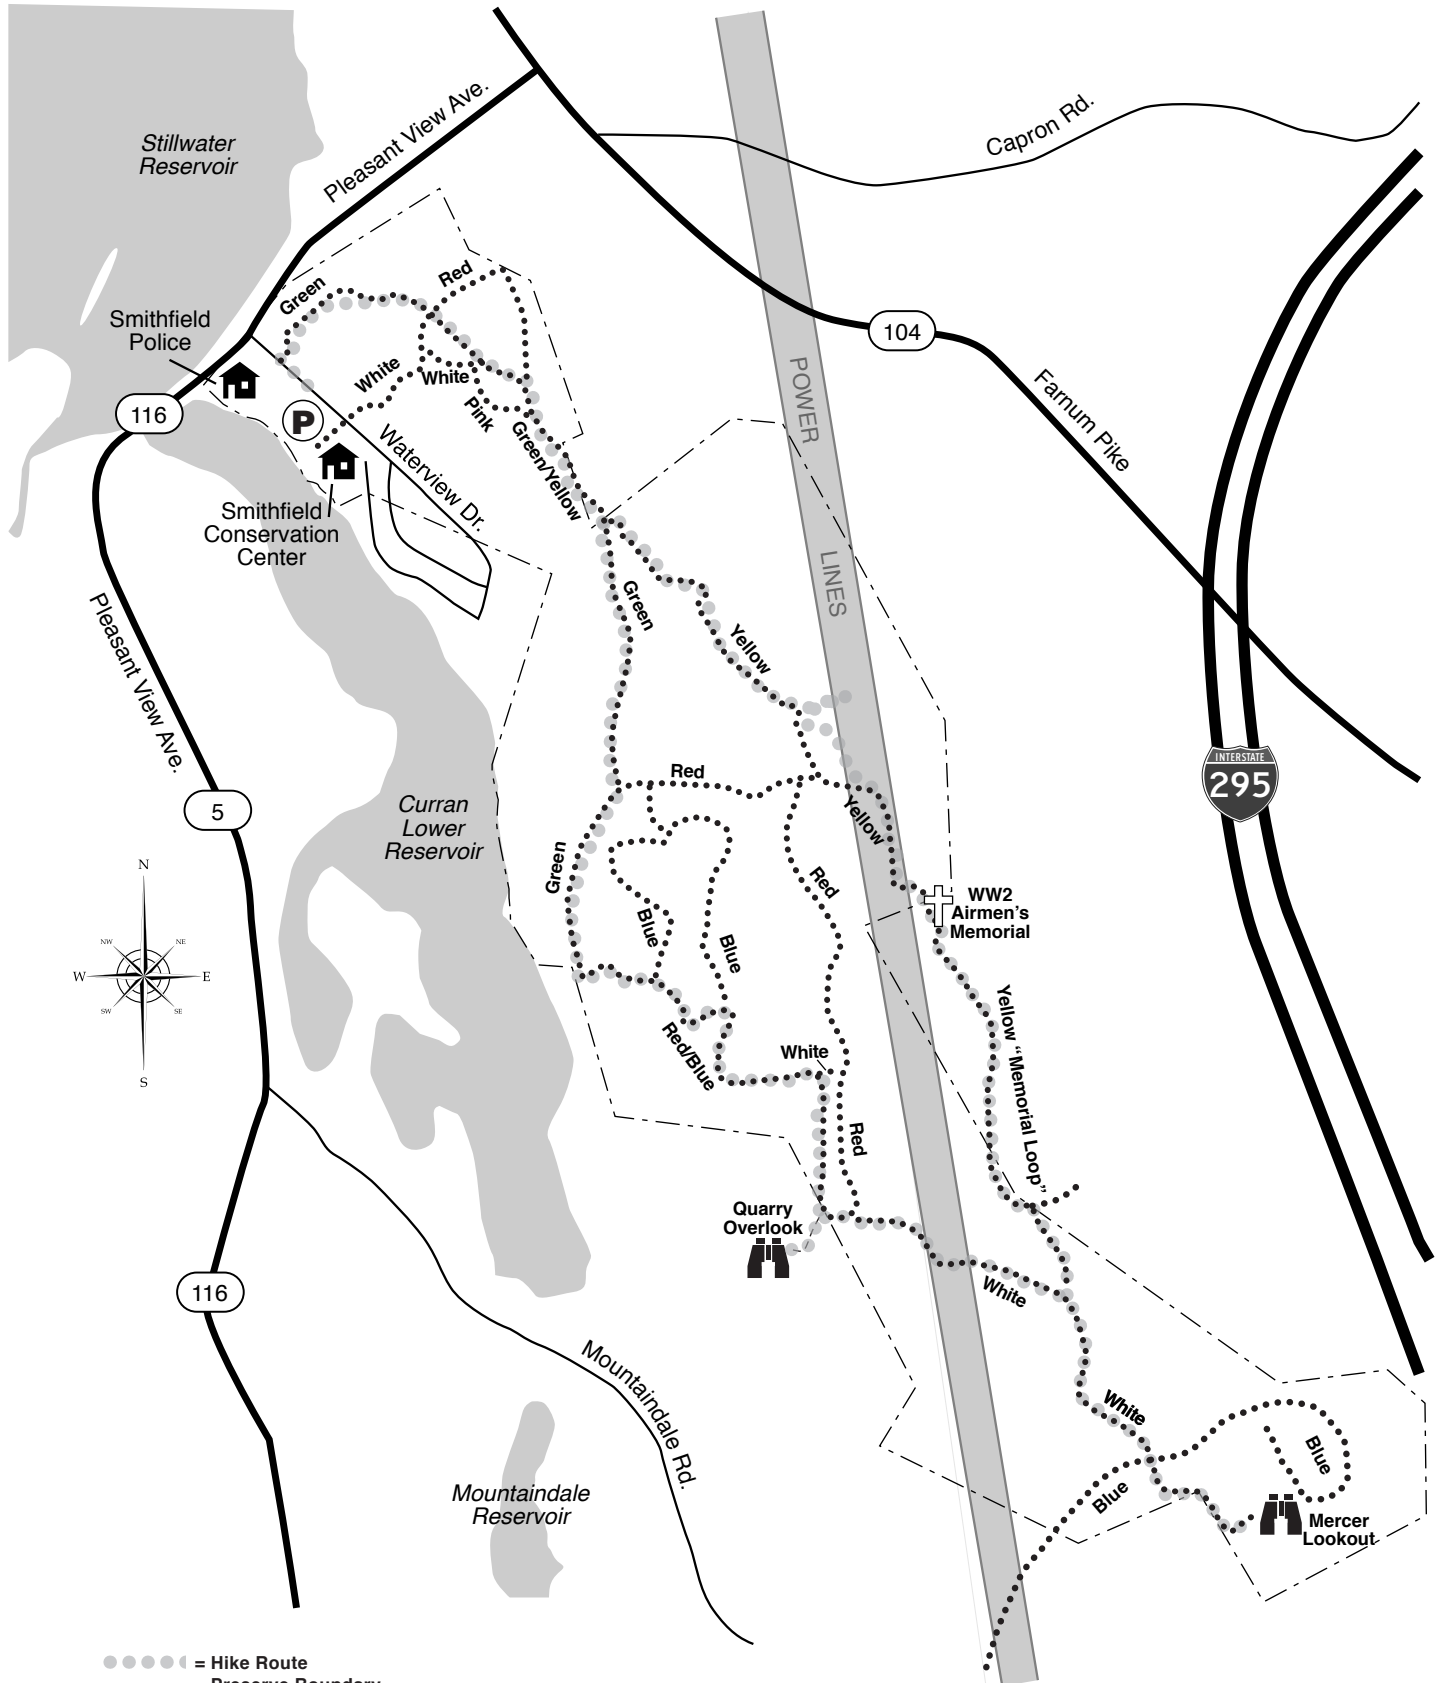 Stillwater
Reservoir
Pleasant View Ave.
Capron Rd.
Smithfield
Police
Green
Red
104
POWER
LINES
116
P
White
White
Pink
Green/Yellow
Waterview Dr.
Farnum Pike
Smithfield
Conservation
Center
Pleasant View Ave.
Green
Yellow
INTERSTATE
295
5
Curran
Lower
Reservoir
Red
Yellow
N
NW
NE
W
E
SW
SE
S
Green
Red
Blue
Blue
WW2
Airmen's
Memorial
Yellow “Memorial Loop”
Red/Blue
White
Red
Quarry
Overlook
116
White
Mountaindale Rd.
White
Blue
Blue
Mountaindale
Reservoir
Mercer
Lookout
= Hike Route
Preserve Boundary